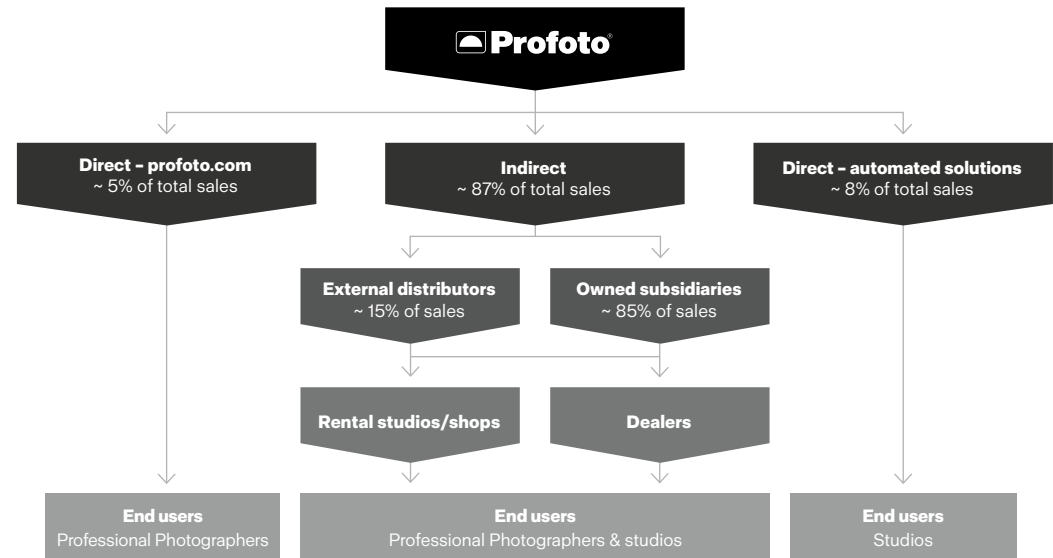 Profoto®
Direct – profoto.com
~ 5% of total sales
Indirect
~ 87% of total sales
Direct – automated solutions
~ 8% of total sales
External distributors
~ 15% of sales
Owned subsidiaries
~ 85% of sales
Rental studios/shops
Dealers
End users
Professional Photographers
End users
Professional Photographers & studios
End users
Studios